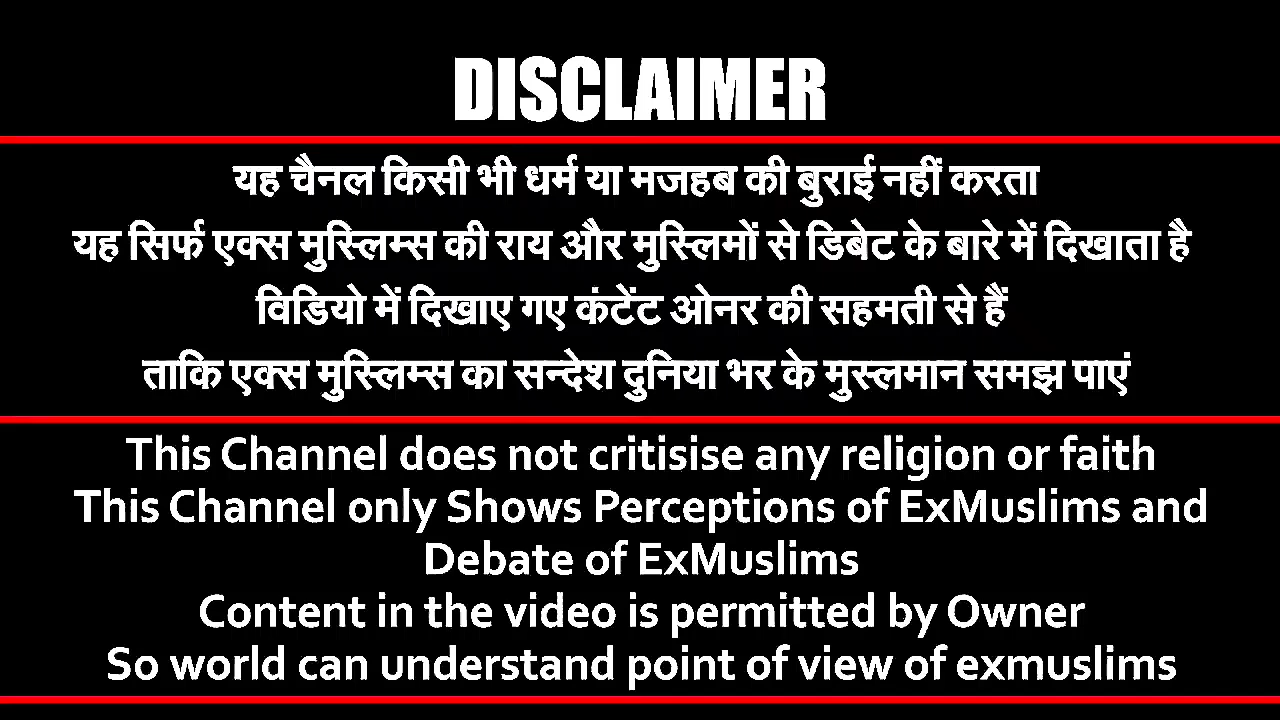 DISCLAIMER
यह चैनल किसी भी धर्म या मजहब की बुराई नहीं करता
यह सिर्फ एक्स मुस्लिम्स की राय और मुस्लिमों से डिबेट के बारे में दिखाता है
विडियो में दिखाए गए कंटेंट ओनर की सहमती से हैं
ताकि एक्स मुस्लिम्स का सन्देश दुनिया भर के मुस्लमान समझ पाएं
This Channel does not critisise any religion or faith
This Channel only Shows Perceptions of ExMuslims and
Debate of ExMuslims
Content in the video is permitted by Owner
So world can understand point of view of exmuslims